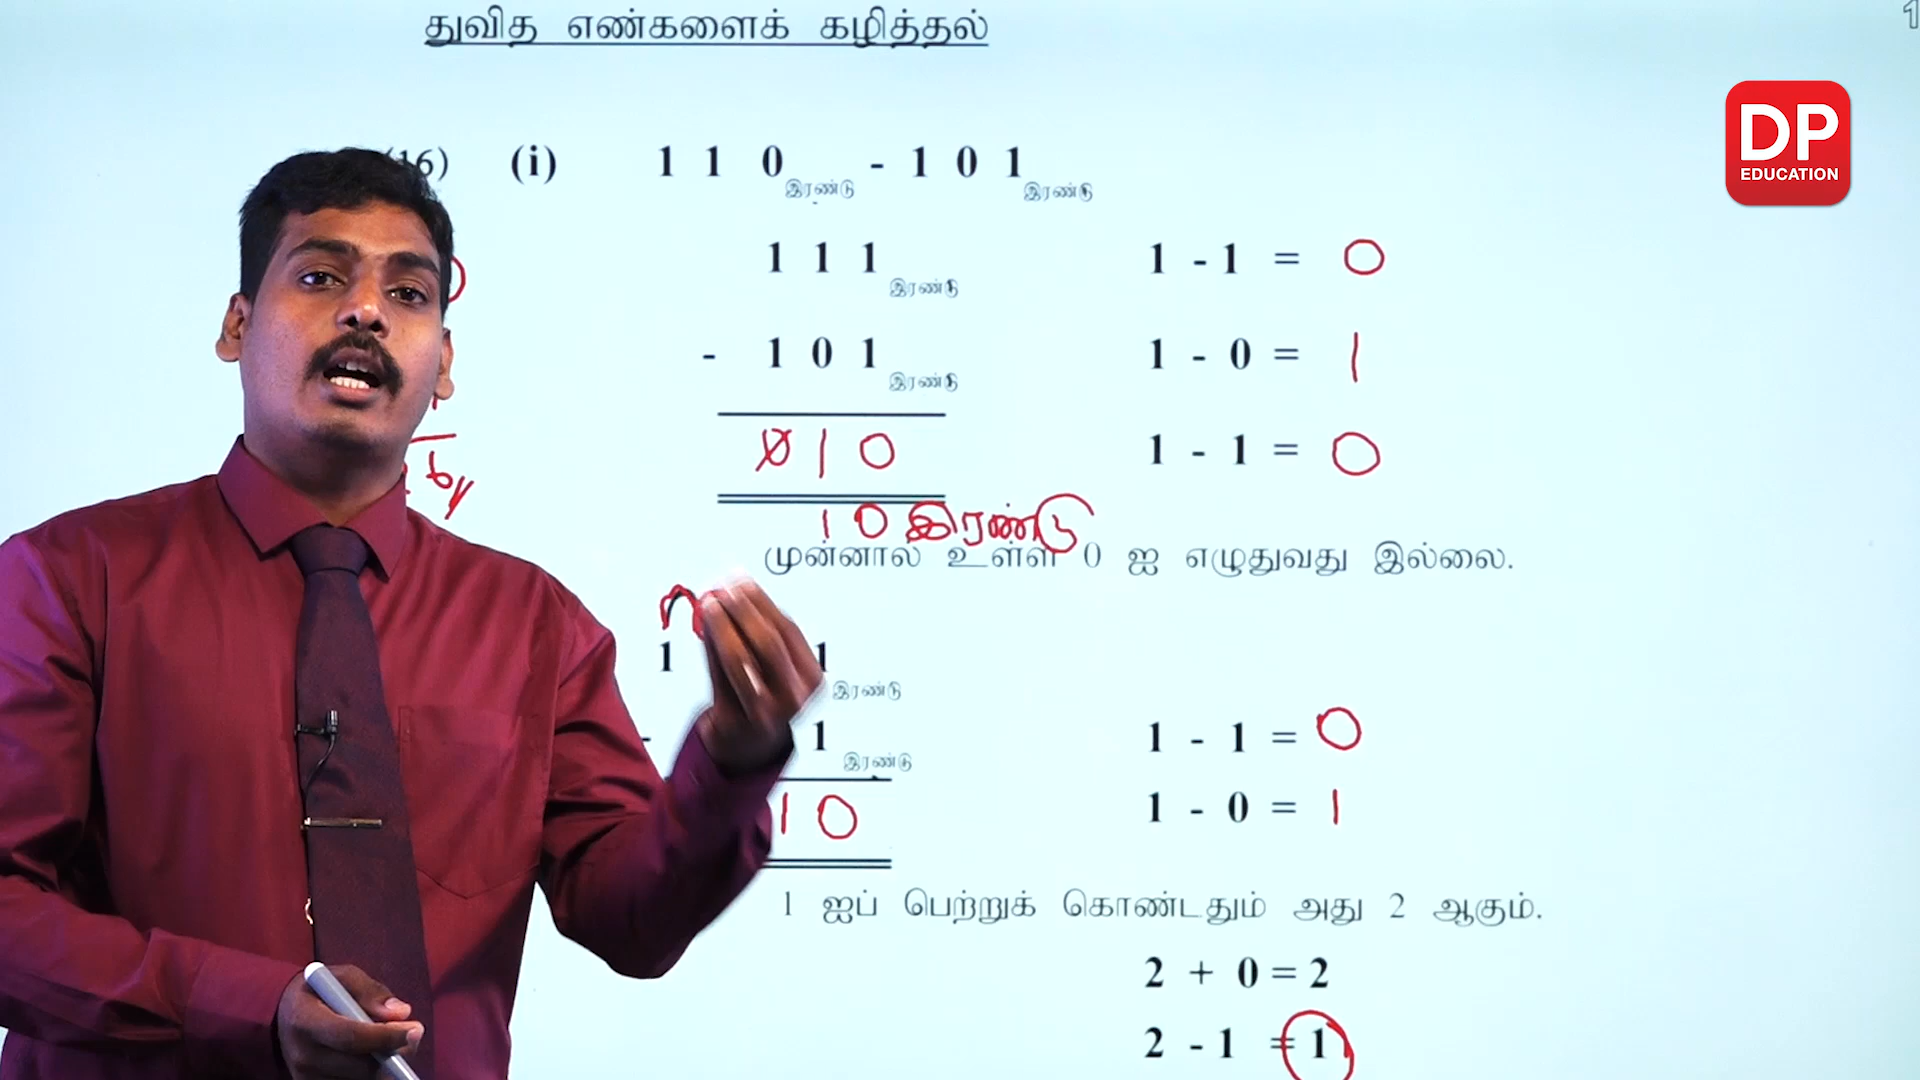 துவித எண்களைக் கழித்தல்
1
DP
EDUCATION
16) (i) 1 1 0 இரண்டு - 1 0 1 இரண்டு
1 1 1 இரண்டு 1 - 1 = 0
- 1 0 1 இரண்டு 1 - 0 = 1
0 1 0 1 - 1 = 0
1 0 இரண்டு
முன்னால் உள்ள 0 ஐ எழுதுவது இல்லை.
1 1 இரண்டு
- 1 இரண்டு 1 - 1 = 0
1 0 1 - 0 = 1
1 ஐப் பெற்றுக் கொண்டதும் அது 2 ஆகும்.
2 + 0 = 2
2 - 1 = 1